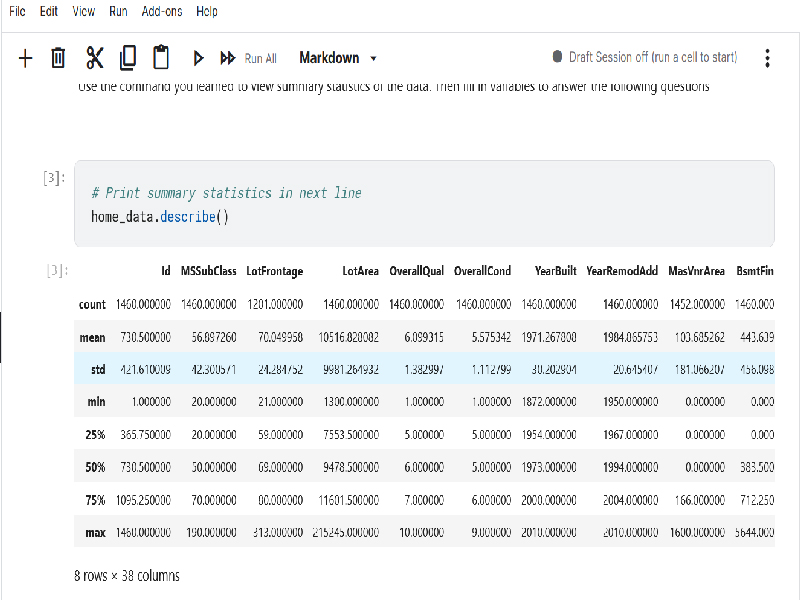 File Edit View Run Add-ons Help
Run All Markdown Draft Session off (run a cell to start)
Use the command you learned to view summary statistics of the data. Then fill in variables to answer the following questions
[3]:
# Print summary statistics in next line
home_data.describe()
[3]:
Id MSSubClass LotFrontage LotArea OverallQual OverallCond YearBuilt YearRemodAdd MasVnrArea BsmtFin
count 1460.000000 1460.000000 1201.000000 1460.000000 1460.000000 1460.000000 1460.000000 1460.000000 1452.000000 1460.000
mean 730.500000 56.897260 70.049958 10516.828082 6.099315 5.575342 1971.267808 1984.865753 103.685262 443.639
std 421.610009 42.300571 24.284752 9981.264932 1.382997 1.112799 30.202904 20.645407 181.066207 456.098
min 1.000000 20.000000 21.000000 1300.000000 1.000000 1.000000 1872.000000 1950.000000 0.000000 0.000
25% 365.750000 20.000000 59.000000 7553.500000 5.000000 5.000000 1954.000000 1967.000000 0.000000 0.000
50% 730.500000 50.000000 69.000000 9478.500000 6.000000 5.000000 1973.000000 1994.000000 0.000000 383.500
75% 1095.250000 70.000000 80.000000 11601.500000 7.000000 6.000000 2000.000000 2004.000000 166.000000 712.250
max 1460.000000 190.000000 313.000000 215245.000000 10.000000 9.000000 2010.000000 2010.000000 1600.000000 5644.000
8 rows × 38 columns